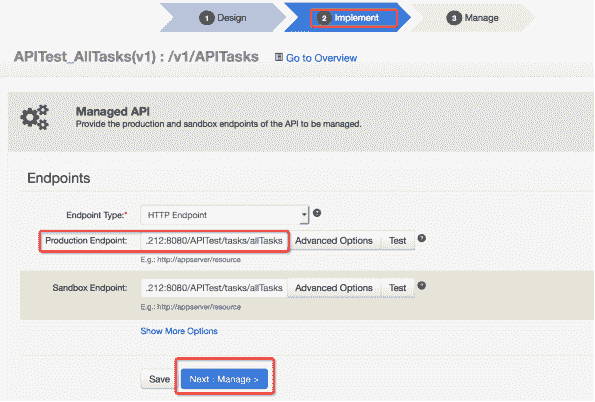 1 Design 2 Implement 3 Manage
APITest_AllTasks(v1) : /v1/APITasks Go to Overview
Managed API
Provide the production and sandbox endpoints of the API to be managed.
Endpoints
Endpoint Type:* HTTP Endpoint ?
Production Endpoint: .212:8080/APITest/tasks/allTasks Advanced Options Test ?
E.g.: http://appserver/resource
Sandbox Endpoint: .212:8080/APITest/tasks/allTasks Advanced Options Test ?
E.g.: http://appserver/resource
Show More Options
Save Next : Manage >